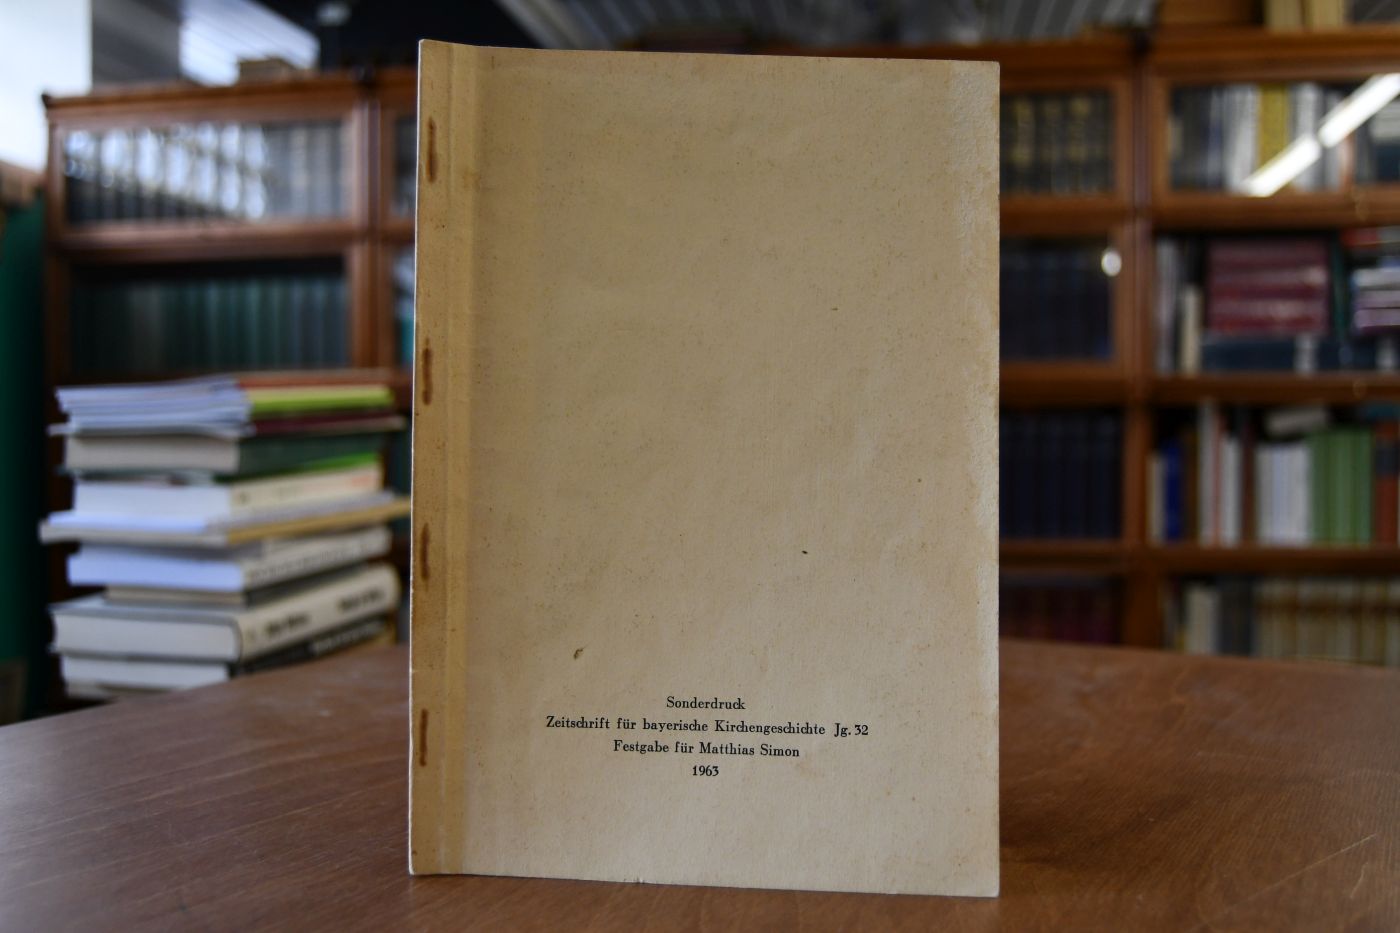 Sonderdruck
Zeitschrift für bayerische Kirchengeschichte Jg. 32
Festgabe für Matthias Simon
1963